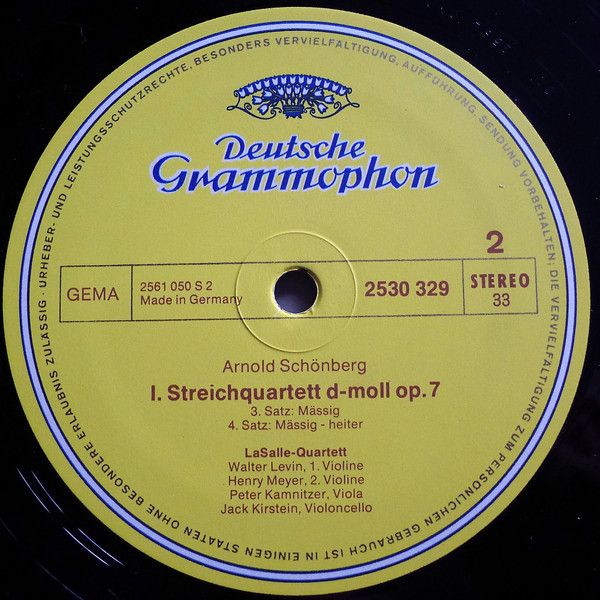 URHEBER- UND LEISTUNGSSCHUTZRECHTE, BESONDERS VERVIELFÄLTIGUNG, AUFFÜHRUNG, SENDUNG VORBEHALTEN; DIE VERVIELFÄLTIGUNG ZUM PERSÖNLICHEN GEBRAUCH IST IN EINIGEN STAATEN OHNE BESONDERE ERLAUBNIS ZULÄSSIG ·
Deutsche
Grammophon
2
GEMA
2561 050 S 2
Made in Germany
2530 329
STEREO
33
Arnold Schönberg
I. Streichquartett d-moll op. 7
3. Satz: Mässig
4. Satz: Mässig - heiter
LaSalle-Quartett
Walter Levin, 1. Violine
Henry Meyer, 2. Violine
Peter Kamnitzer, Viola
Jack Kirstein, Violoncello